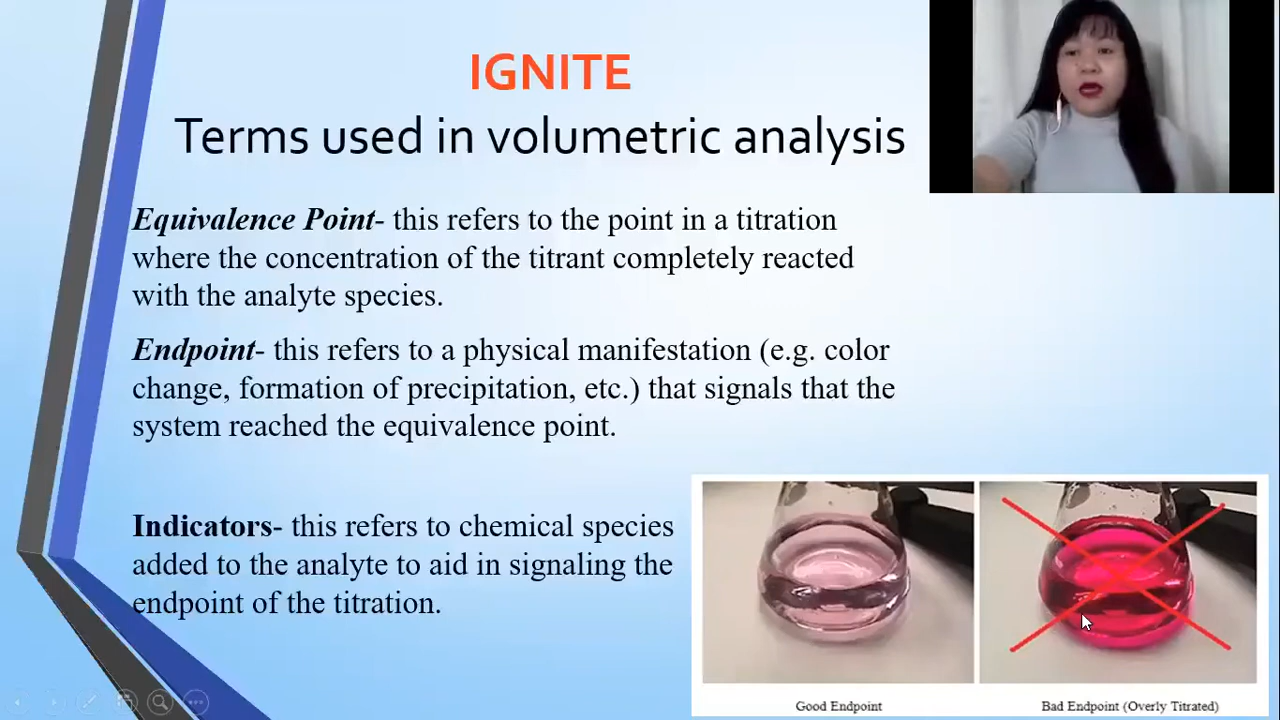 IGNITE
Terms used in volumetric analysis
Equivalence Point- this refers to the point in a titration
where the concentration of the titrant completely reacted
with the analyte species.
Endpoint- this refers to a physical manifestation (e.g. color
change, formation of precipitation, etc.) that signals that the
system reached the equivalence point.
Indicators- this refers to chemical species
added to the analyte to aid in signaling the
endpoint of the titration.
Good Endpoint
Bad Endpoint (Overly Titrated)